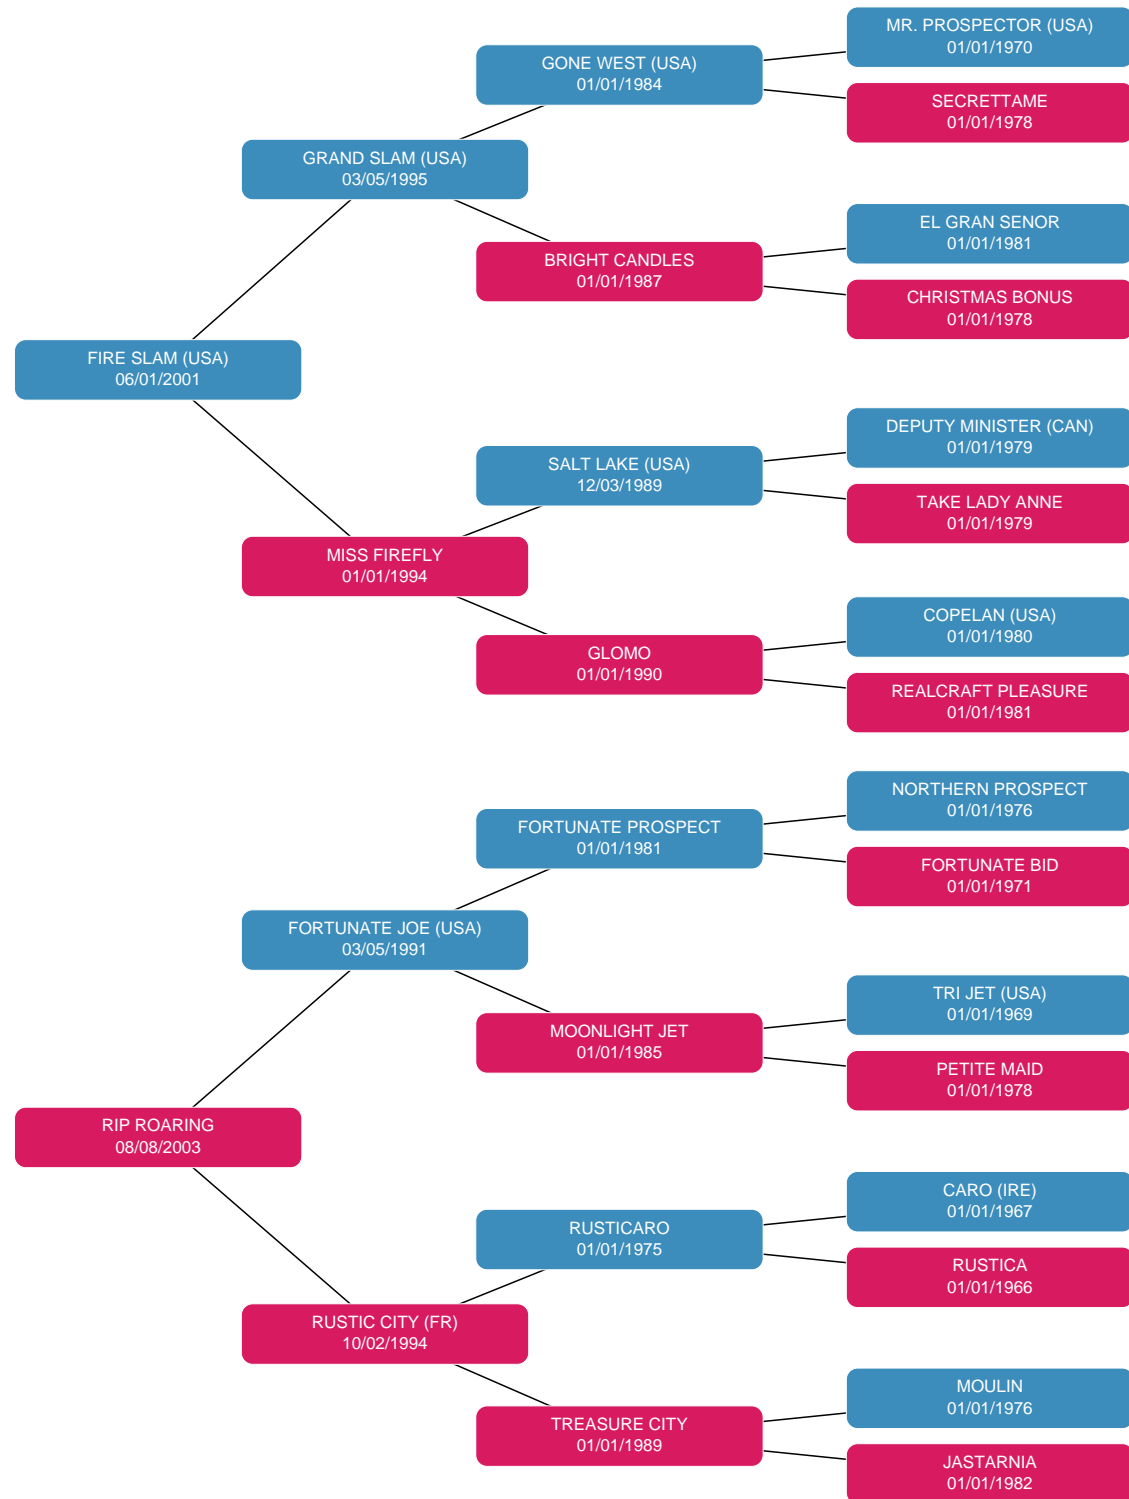 MR. PROSPECTOR (USA)
01/01/1970
GONE WEST (USA)
01/01/1984
SECRETTAME
01/01/1978
GRAND SLAM (USA)
03/05/1995
EL GRAN SENOR
01/01/1981
BRIGHT CANDLES
01/01/1987
CHRISTMAS BONUS
01/01/1978
FIRE SLAM (USA)
06/01/2001
DEPUTY MINISTER (CAN)
01/01/1979
SALT LAKE (USA)
12/03/1989
TAKE LADY ANNE
01/01/1979
MISS FIREFLY
01/01/1994
COPELAN (USA)
01/01/1980
GLOMO
01/01/1990
REALCRAFT PLEASURE
01/01/1981
NORTHERN PROSPECT
01/01/1976
FORTUNATE PROSPECT
01/01/1981
FORTUNATE BID
01/01/1971
FORTUNATE JOE (USA)
03/05/1991
TRI JET (USA)
01/01/1969
MOONLIGHT JET
01/01/1985
PETITE MAID
01/01/1978
RIP ROARING
08/08/2003
CARO (IRE)
01/01/1967
RUSTICARO
01/01/1975
RUSTICA
01/01/1966
RUSTIC CITY (FR)
10/02/1994
MOULIN
01/01/1976
TREASURE CITY
01/01/1989
JASTARNIA
01/01/1982